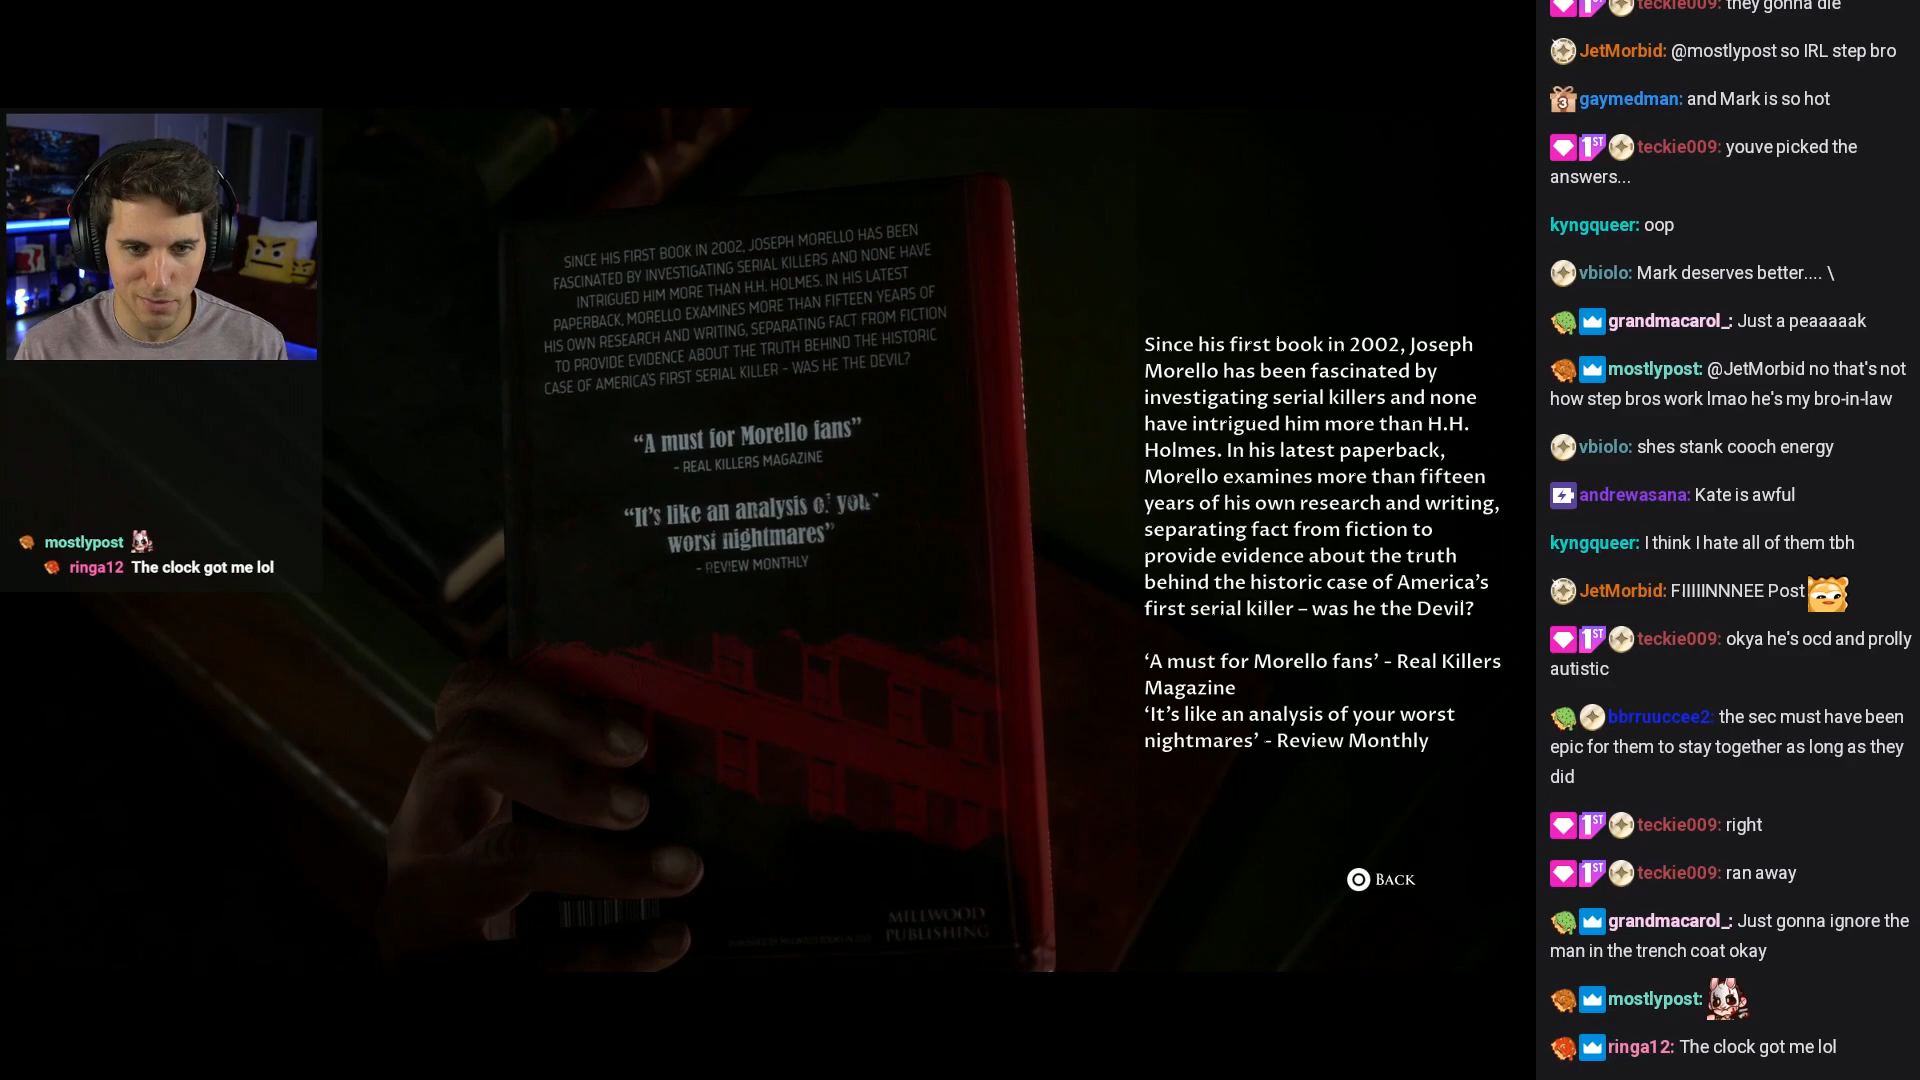 teckie009: they gonna die
JetMorbid: @mostlypost so IRL step bro
gaymedman: and Mark is so hot
teckie009: youve picked the
answers...
kyngqueer: oop
vbiolo: Mark deserves better.... \
grandmacarol_: Just a peaaaaak
mostlypost: @JetMorbid no that's not
how step bros work lmao he's my bro-in-law
vbiolo: shes stank cooch energy
andrewasana: Kate is awful
kyngqueer: I think I hate all of them tbh
JetMorbid: FIIIIINNNEE Post
teckie009: okya he's ocd and prolly
autistic
bbrruuccee2: the sec must have been
epic for them to stay together as long as they
did
teckie009: right
teckie009: ran away
grandmacarol_: Just gonna ignore the
man in the trench coat okay
mostlypost:
ringa12: The clock got me lol
mostlypost
ringa12 The clock got me lol
SINCE HIS FIRST BOOK IN 2002, JOSEPH MORELLO HAS BEEN
FASCINATED BY INVESTIGATING SERIAL KILLERS AND NONE HAVE
INTRIGUED HIM MORE THAN H.H. HOLMES. IN HIS LATEST
PAPERBACK, MORELLO EXAMINES MORE THAN FIFTEEN YEARS OF
HIS OWN RESEARCH AND WRITING, SEPARATING FACT FROM FICTION
TO PROVIDE EVIDENCE ABOUT THE TRUTH BEHIND THE HISTORIC
CASE OF AMERICA'S FIRST SERIAL KILLER - WAS HE THE DEVIL?
"A must for Morello fans"
- REAL KILLERS MAGAZINE
"It's like an analysis of your
worst nightmares"
- REVIEW MONTHLY
MILLWOOD
PUBLISHING
Since his first book in 2002, Joseph
Morello has been fascinated by
investigating serial killers and none
have intrigued him more than H.H.
Holmes. In his latest paperback,
Morello examines more than fifteen
years of his own research and writing,
separating fact from fiction to
provide evidence about the truth
behind the historic case of America's
first serial killer – was he the Devil?
‘A must for Morello fans’ - Real Killers
Magazine
‘It's like an analysis of your worst
nightmares’ - Review Monthly
BACK